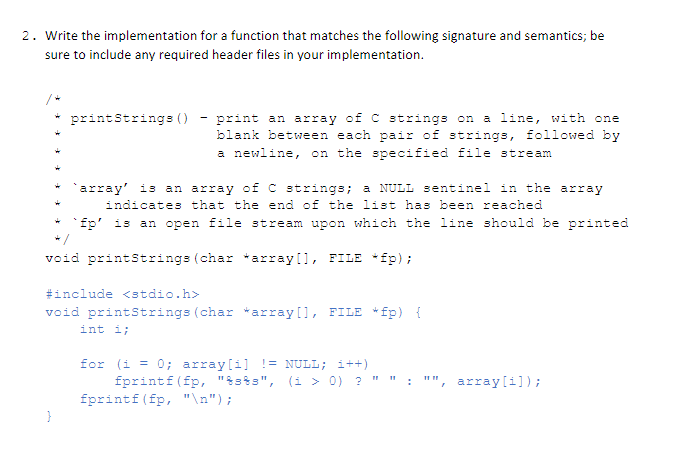 2. Write the implementation for a function that matches the following signature and semantics; be
sure to include any required header files in your implementation.
/*
* printStrings() - print an array of C strings on a line, with one
* blank between each pair of strings, followed by
* a newline, on the specified file stream
*
* `array' is an array of C strings; a NULL sentinel in the array
* indicates that the end of the list has been reached
* `fp' is an open file stream upon which the line should be printed
*/
void printStrings(char *array[], FILE *fp);
#include <stdio.h>
void printStrings(char *array[], FILE *fp) {
int i;
for (i = 0; array[i] != NULL; i++)
fprintf(fp, "%s%s", (i > 0) ? " " : "", array[i]);
fprintf(fp, "\n");
}